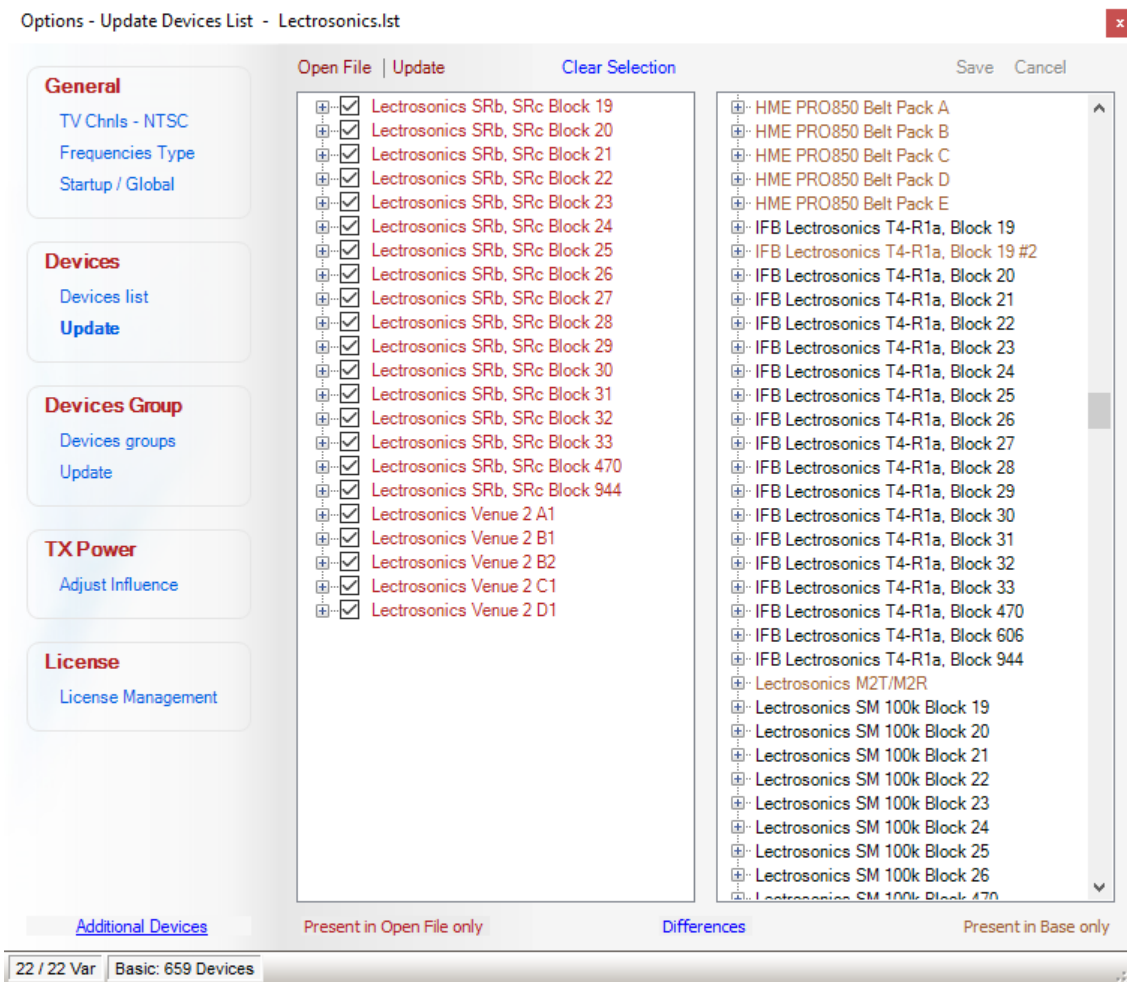 Options - Update Devices List - Lectrosonics.lst
x
General
TV Chnls - NTSC
Frequencies Type
Startup / Global
Devices
Devices list
Update
Devices Group
Devices groups
Update
TX Power
Adjust Influence
License
License Management
Additional Devices
Open File | Update
Clear Selection
Save Cancel
Lectrosonics SRb, SRc Block 19
Lectrosonics SRb, SRc Block 20
Lectrosonics SRb, SRc Block 21
Lectrosonics SRb, SRc Block 22
Lectrosonics SRb, SRc Block 23
Lectrosonics SRb, SRc Block 24
Lectrosonics SRb, SRc Block 25
Lectrosonics SRb, SRc Block 26
Lectrosonics SRb, SRc Block 27
Lectrosonics SRb, SRc Block 28
Lectrosonics SRb, SRc Block 29
Lectrosonics SRb, SRc Block 30
Lectrosonics SRb, SRc Block 31
Lectrosonics SRb, SRc Block 32
Lectrosonics SRb, SRc Block 33
Lectrosonics SRb, SRc Block 470
Lectrosonics SRb, SRc Block 944
Lectrosonics Venue 2 A1
Lectrosonics Venue 2 B1
Lectrosonics Venue 2 B2
Lectrosonics Venue 2 C1
Lectrosonics Venue 2 D1
HME PRO850 Belt Pack A
HME PRO850 Belt Pack B
HME PRO850 Belt Pack C
HME PRO850 Belt Pack D
HME PRO850 Belt Pack E
IFB Lectrosonics T4-R1a, Block 19
IFB Lectrosonics T4-R1a, Block 19 #2
IFB Lectrosonics T4-R1a, Block 20
IFB Lectrosonics T4-R1a, Block 21
IFB Lectrosonics T4-R1a, Block 22
IFB Lectrosonics T4-R1a, Block 23
IFB Lectrosonics T4-R1a, Block 24
IFB Lectrosonics T4-R1a, Block 25
IFB Lectrosonics T4-R1a, Block 26
IFB Lectrosonics T4-R1a, Block 27
IFB Lectrosonics T4-R1a, Block 28
IFB Lectrosonics T4-R1a, Block 29
IFB Lectrosonics T4-R1a, Block 30
IFB Lectrosonics T4-R1a, Block 31
IFB Lectrosonics T4-R1a, Block 32
IFB Lectrosonics T4-R1a, Block 33
IFB Lectrosonics T4-R1a, Block 470
IFB Lectrosonics T4-R1a, Block 606
IFB Lectrosonics T4-R1a, Block 944
Lectrosonics M2T/M2R
Lectrosonics SM 100k Block 19
Lectrosonics SM 100k Block 20
Lectrosonics SM 100k Block 21
Lectrosonics SM 100k Block 22
Lectrosonics SM 100k Block 23
Lectrosonics SM 100k Block 24
Lectrosonics SM 100k Block 25
Lectrosonics SM 100k Block 26
Lectrosonics SM 100k Block 470
Present in Open File only
Differences
Present in Base only
22 / 22 Var
Basic: 659 Devices